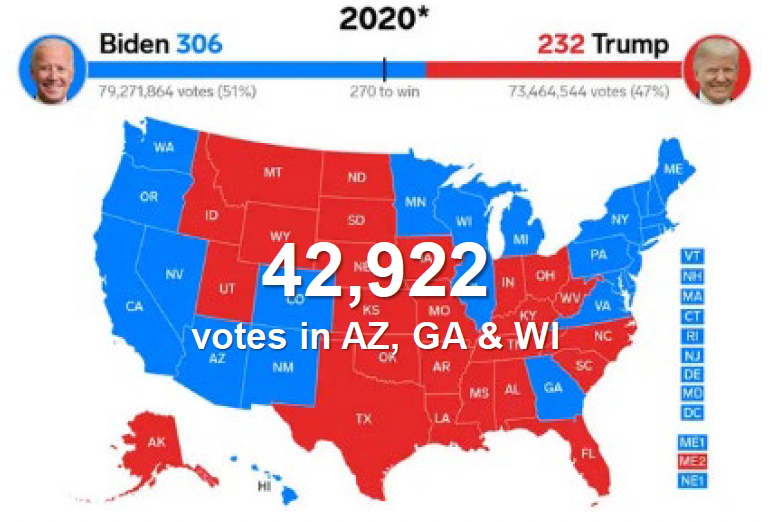 2020*
Biden 306
232 Trump
79,271,864 votes (51%)
270 to win
73,464,544 votes (47%)
WA
ME
MT
ND
OR
MN
ID
SD
WI
NY
WY
MI
42,922
IA
PA
NE
NV
UT
CO
IN
OH
WV
VA
CA
KS
MO
KY
votes in AZ, GA & WI
TN
NC
AZ
NM
OK
AR
SC
MS
AL
GA
TX
LA
AK
FL
HI
VT
NH
MA
CT
RI
NJ
DE
MD
DC
ME1
ME2
NE1